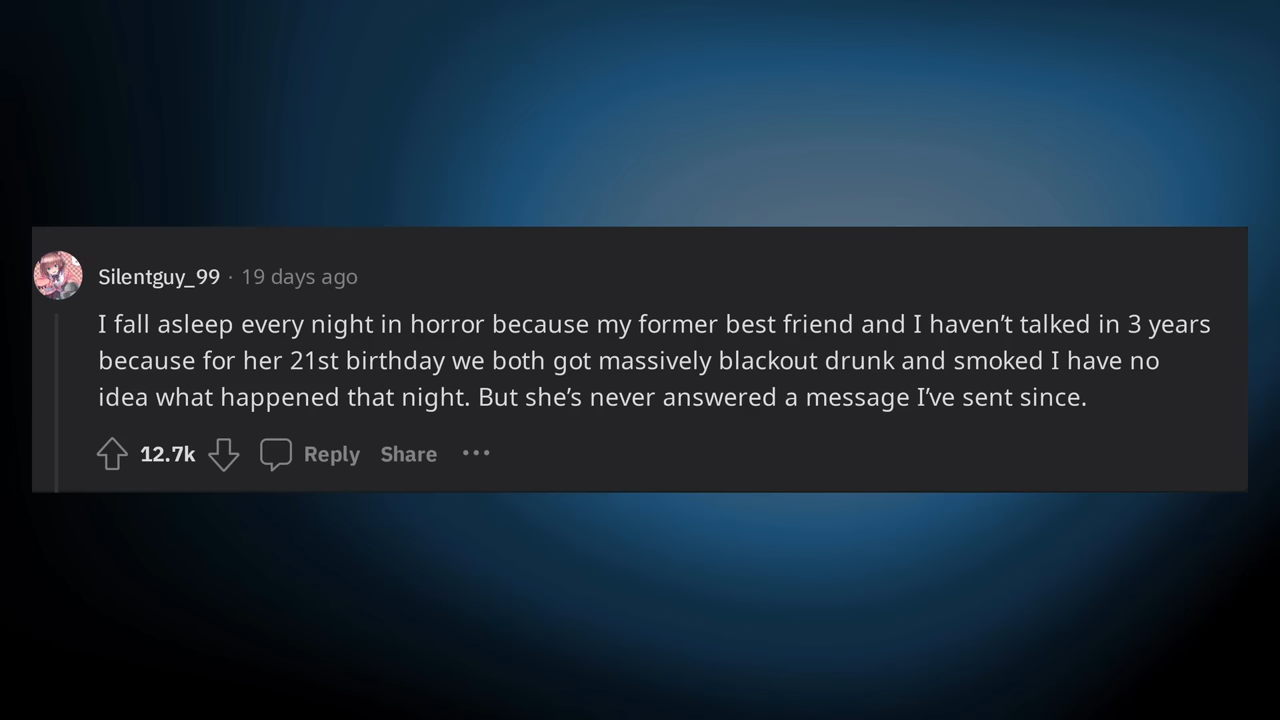 Silentguy_99 · 19 days ago
I fall asleep every night in horror because my former best friend and I haven’t talked in 3 years
because for her 21st birthday we both got massively blackout drunk and smoked I have no
idea what happened that night. But she’s never answered a message I’ve sent since.
12.7k Reply Share ···